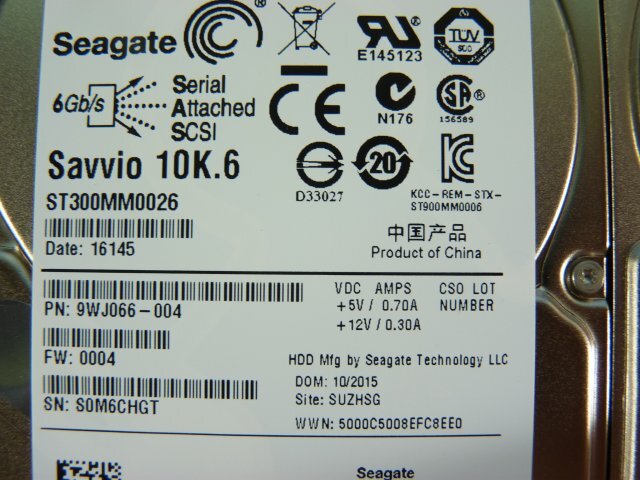 Seagate
®
E145123
TÜV
SÜD
6Gb/s
Serial
Attached
SCSI
N176
SA ®
156589
Savvio 10K.6
ST300MM0026
D33027
20
KCC-REM-STX-
ST900MM0006
Date: 16145
中国产品
Product of China
VDC AMPS
+5V / 0.70A
+12V / 0.30A
CSO LOT
NUMBER
PN: 9WJ066-004
FW: 0004
SN: S0M6CHGT
HDD Mfg by Seagate Technology LLC
DOM: 10/2015
Site: SUZHSG
WWN: 5000C5008EFC8EE0
Seagate